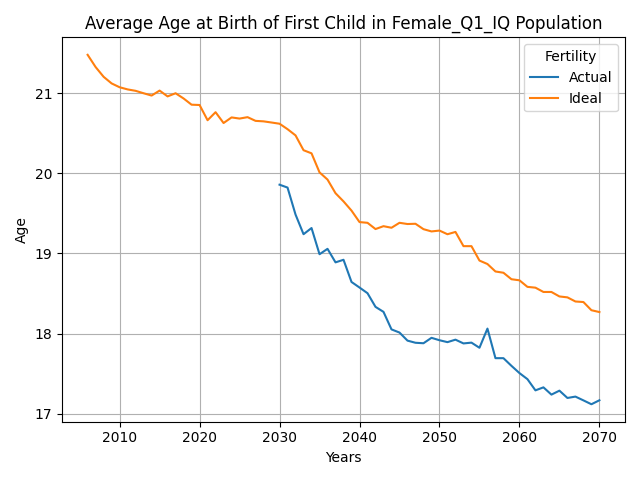 Average Age at Birth of First Child in Female_Q1_IQ Population
Fertility
Actual
Ideal
21
20
19
18
17
Age
2010 2020 2030 2040 2050 2060 2070
Years